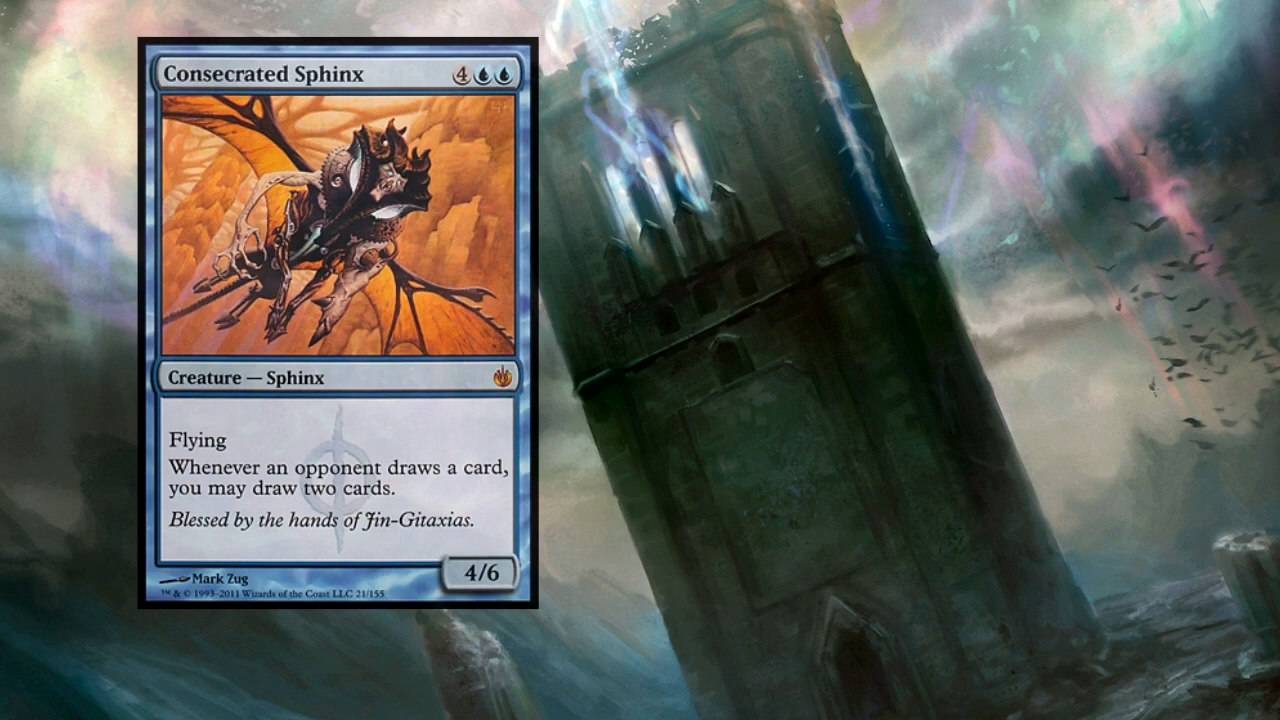 Consecrated Sphinx 4
Creature — Sphinx
Flying
Whenever an opponent draws a card,
you may draw two cards.
Blessed by the hands of Jin-Gitaxias.
4/6
Mark Zug
™ & © 1993-2011 Wizards of the Coast LLC 21/155